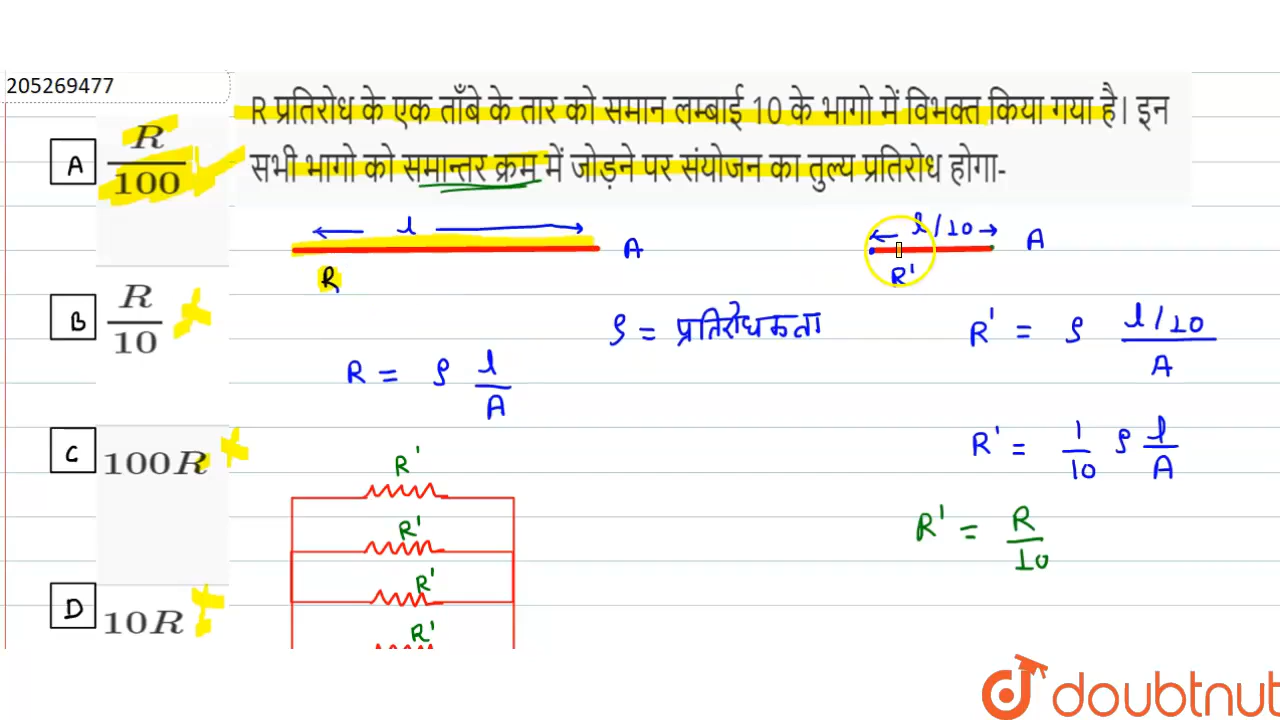 205269477
R प्रतिरोध के एक ताँबे के तार को समान लम्बाई 10 के भागो में विभक्त किया गया है। इन
सभी भागो को समान्तर क्रम में जोड़ने पर संयोजन का तुल्य प्रतिरोध होगा-
A R/100
B R/10
C 100R
D 10R
l
A
R
l/10
A
R'
ρ = प्रतिरोधकता
R = ρ l/A
R' = ρ l/10/A
R' = 1/10 ρ l/A
R' = R/10
R'
R'
R'
R'
doubtnut